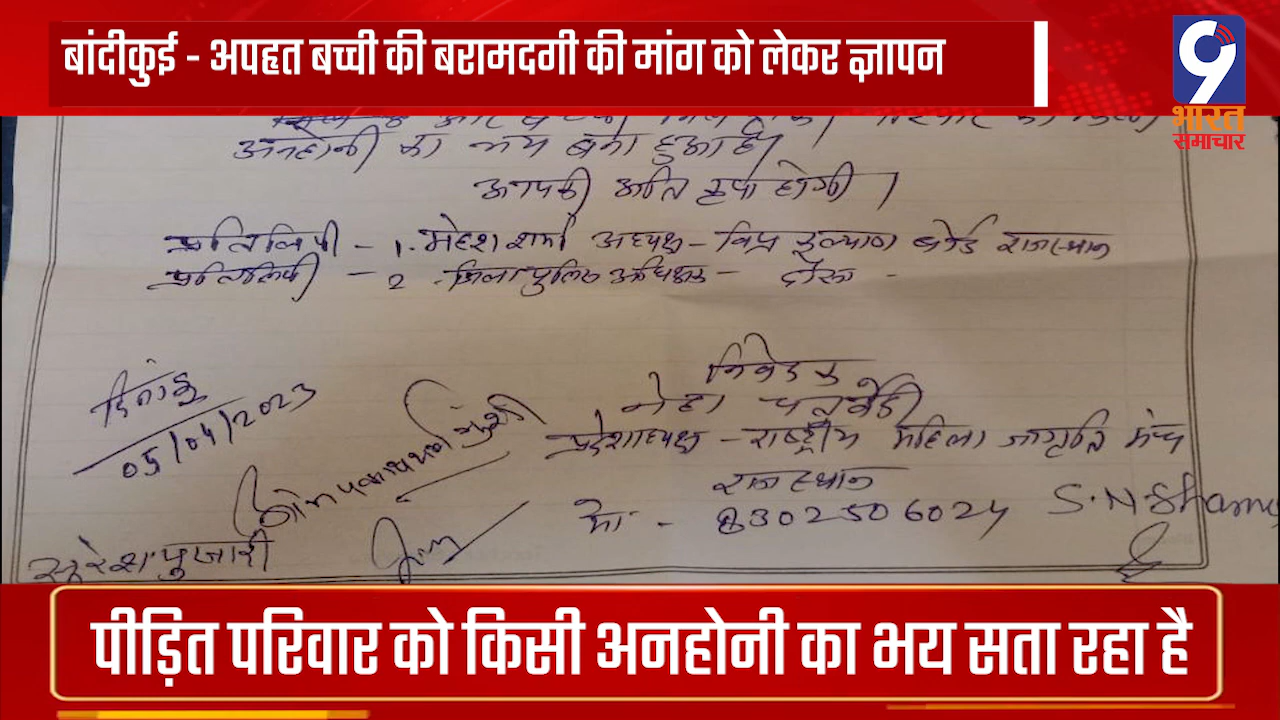 बांदीकुई - अपहृत बच्ची की बरामदगी की मांग को लेकर ज्ञापन
9
भारत
समाचार
अनहोनी का भय बना हुआ है।
आपकी अति कृपा होगी।
प्रतिलिपी - 1. महेश शर्मा अध्यक्ष - विप्र कल्याण बोर्ड राजस्थान
प्रतिलिपी - 2. जिला पुलिस अधिक्षक - दौसा -
दिनांक
05/04/2023
निवेदक
नेहा चतुर्वेदी
प्रदेशाध्यक्ष - राष्ट्रीय महिला जागृति मंच
राजस्थान
मो. - 8302506024
S.N. Sharma
सुरेश पुजारी
पीड़ित परिवार को किसी अनहोनी का भय सता रहा है